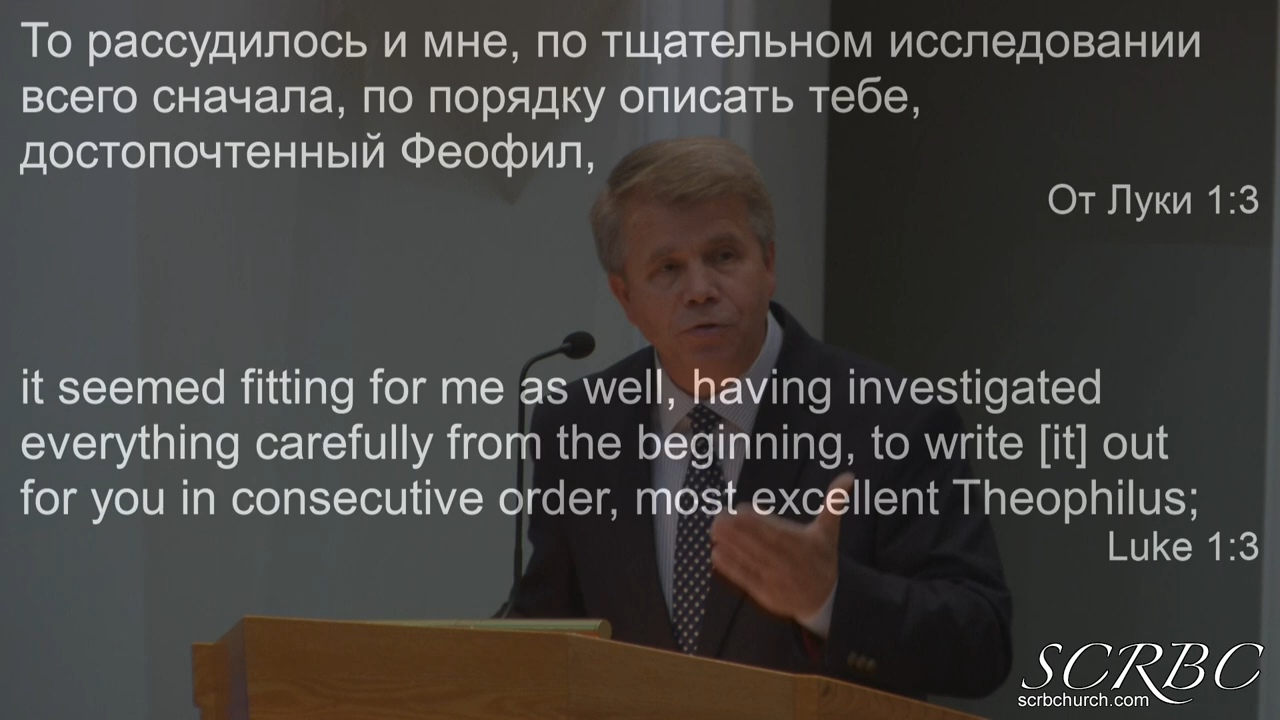 То рассудилось и мне, по тщательном исследовании
всего сначала, по порядку описать тебе,
достопочтенный Феофил,
От Луки 1:3
it seemed fitting for me as well, having investigated
everything carefully from the beginning, to write [it] out
for you in consecutive order, most excellent Theophilus;
Luke 1:3
SCRBC
scrbchurch.com